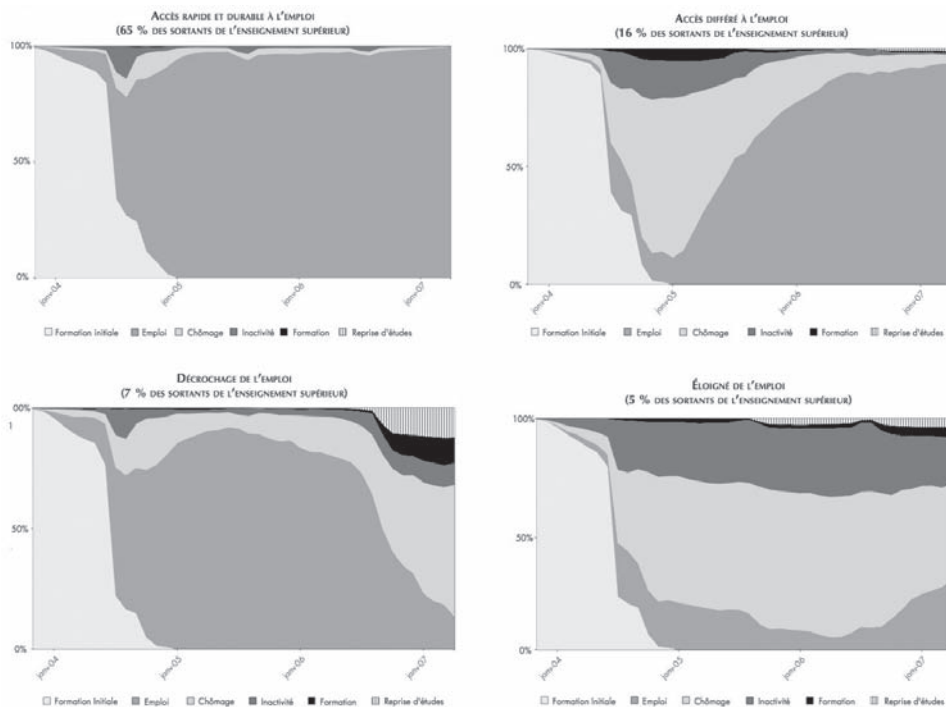 ACCÈS RAPIDE ET DURABLE À L'EMPLOI
(65 % DES SORTANTS DE L'ENSEIGNEMENT SUPÉRIEUR)
100%
50%
0%
janv-04
janv-05
janv-06
janv-07
Formation initiale Emploi Chômage Inactivité Formation Reprise d'études
ACCÈS DIFFÉRÉ À L'EMPLOI
(16 % DES SORTANTS DE L'ENSEIGNEMENT SUPÉRIEUR)
100%
50%
0%
janv-04
janv-05
janv-06
janv-07
Formation Initiale Emploi Chômage Inactivité Formation Reprise d'études
DÉCROCHAGE DE L'EMPLOI
(7 % DES SORTANTS DE L'ENSEIGNEMENT SUPÉRIEUR)
00%
1
50%
0%
janv-04
janv-05
janv-06
janv-07
Formation Initiale Emploi Chômage Inactivité Formation Reprise d'études
ÉLOIGNÉ DE L'EMPLOI
(5 % DES SORTANTS DE L'ENSEIGNEMENT SUPÉRIEUR)
100%
50%
0%
janv-04
janv-05
janv-06
janv-07
Formation Initiale Emploi Chômage Inactivité Formation Reprise d'études